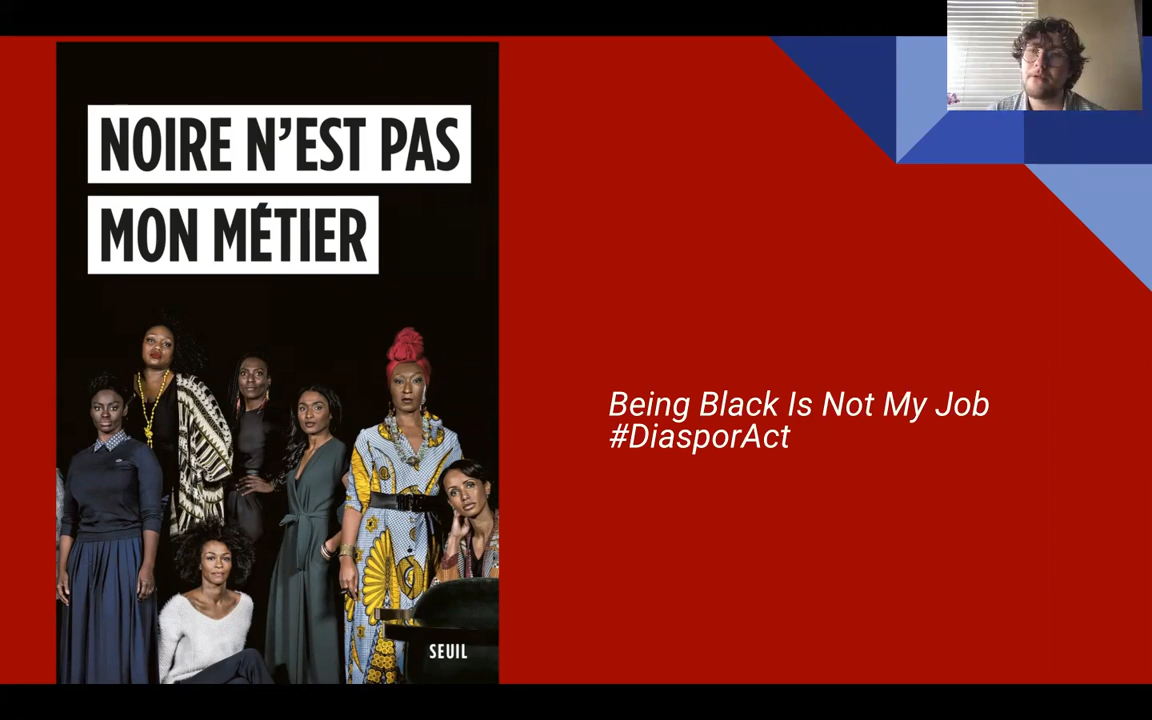 NOIRE N’EST PAS
MON MÉTIER
SEUIL
Being Black Is Not My Job
#DiasporAct